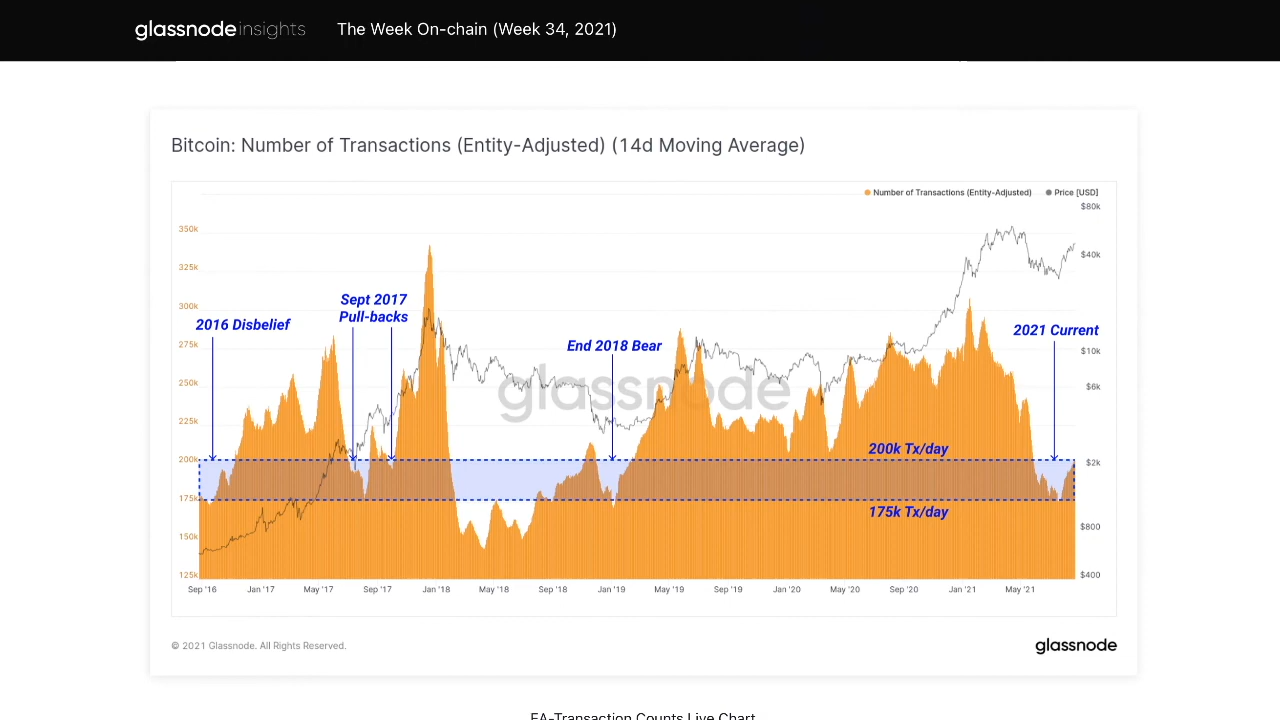 glassnode insights The Week On-chain (Week 34, 2021)
Bitcoin: Number of Transactions (Entity-Adjusted) (14d Moving Average)
Number of Transactions (Entity-Adjusted) Price [USD]
$80k
350k
$40k
325k
300k
Sept 2017
Pull-backs
2016 Disbelief
2021 Current
275k
End 2018 Bear
$10k
250k
$6k
glassnode
225k
200k Tx/day
200k
$2k
175k
175k Tx/day
$800
150k
125k
$400
Sep '16 Jan '17 May '17 Sep '17 Jan '18 May '18 Sep '18 Jan '19 May '19 Sep '19 Jan '20 May '20 Sep '20 Jan '21 May '21
© 2021 Glassnode. All Rights Reserved.
glassnode
EA-Transaction Counts Live Chart